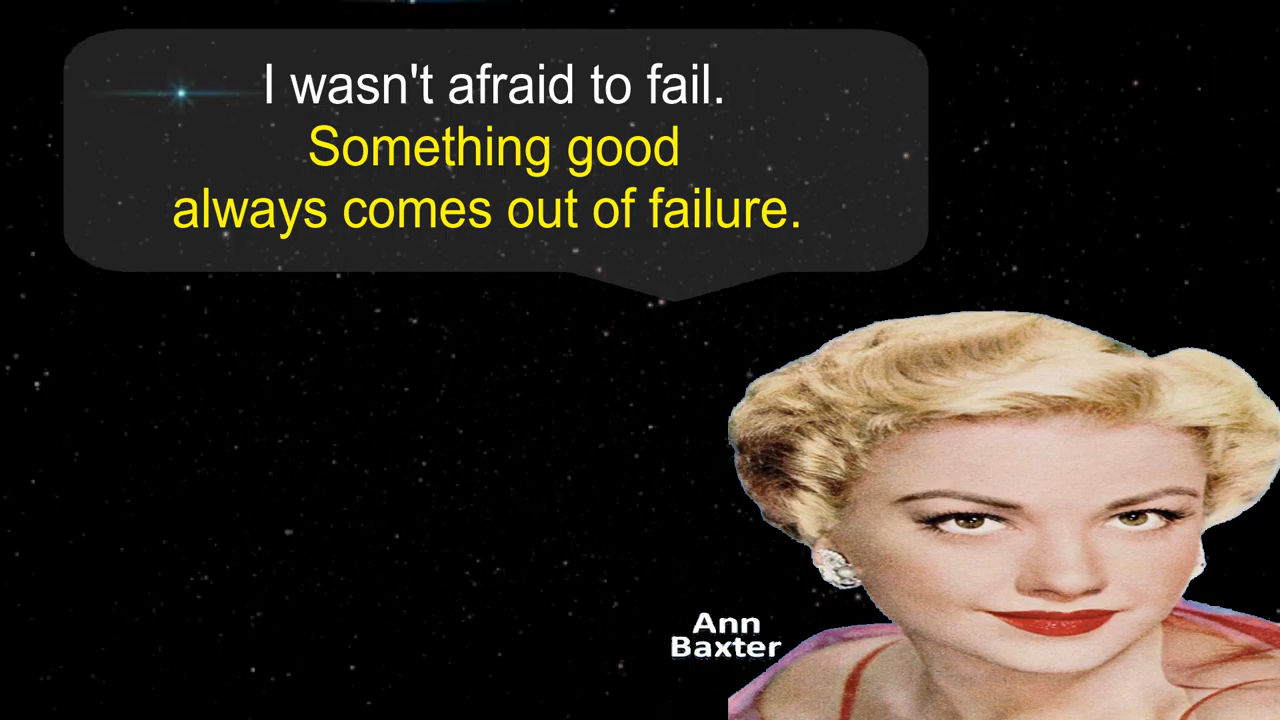 I wasn't afraid to fail.
Something good
always comes out of failure.
Ann
Baxter